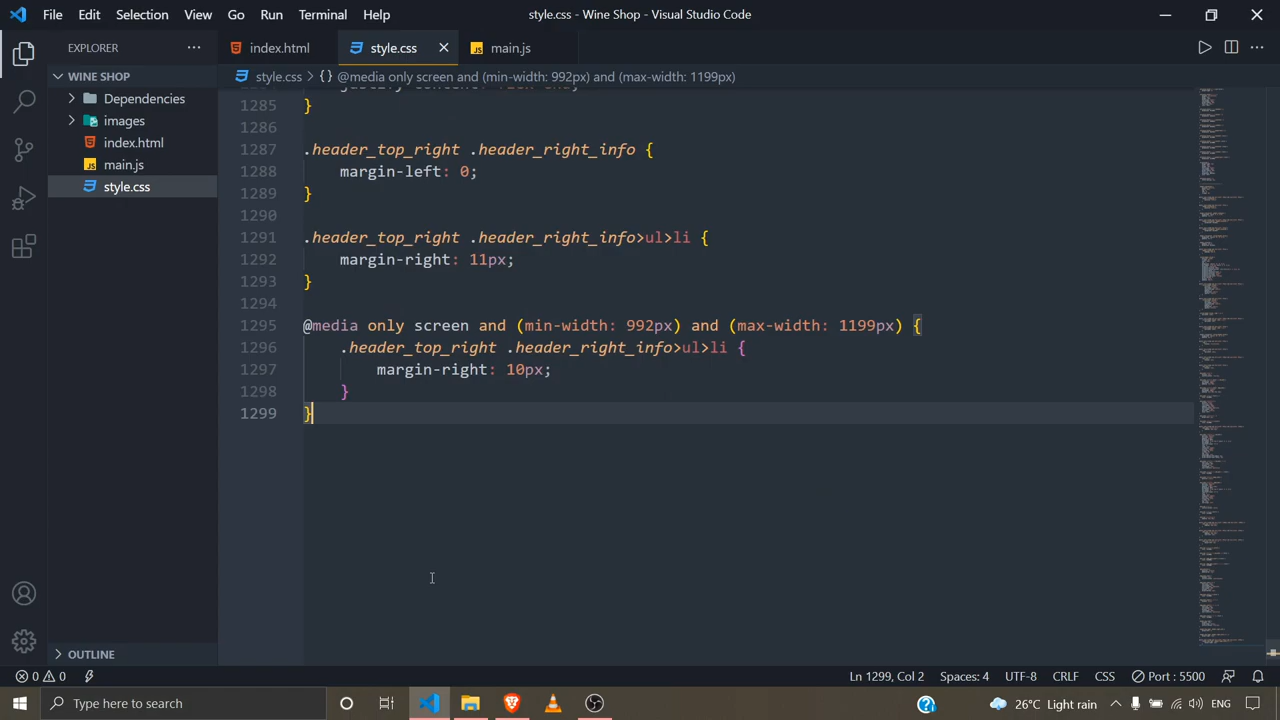 File Edit Selection View Go Run Terminal Help style.css - Wine Shop - Visual Studio Code
EXPLORER
index.html style.css main.js
WINE SHOP
style.css > {} @media only screen and (min-width: 992px) and (max-width: 1199px)
Dependencies
images
index.html
main.js
style.css
1285 }
1286
1287 .header_top_right .header_right_info {
1288 margin-left: 0;
1289 }
1290
1291 .header_top_right .header_right_info>ul>li {
1292 margin-right: 11px;
1293 }
1294
1295 @media only screen and (min-width: 992px) and (max-width: 1199px) {
1296 .header_top_right .header_right_info>ul>li {
1297 margin-right: 10px;
1298 }
1299 }
OUTLINE
0 0 Ln 1299, Col 2 Spaces: 4 UTF-8 CRLF CSS Port : 5500
Type here to search 26°C Light rain ENG